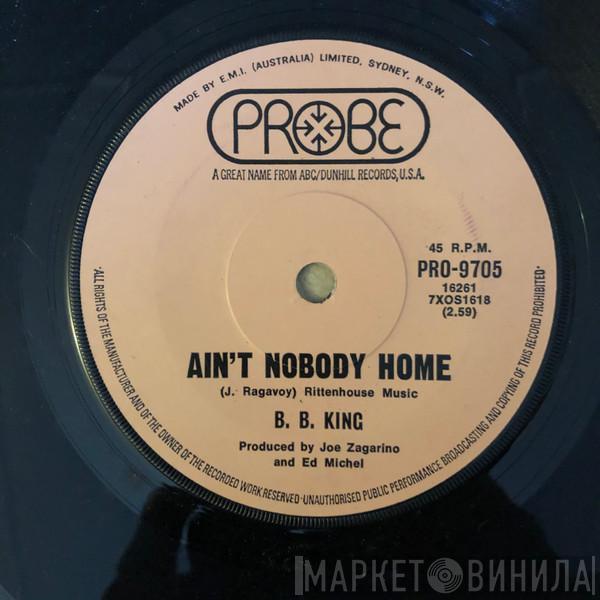 MADE BY E.M.I. (AUSTRALIA) LIMITED, SYDNEY, N.S.W.
PROBE
A GREAT NAME FROM ABC/DUNHILL RECORDS, U.S.A.
45 R.P.M.
PRO-9705
16261
7XOS1618
(2.59)
AIN'T NOBODY HOME
(J. Ragavoy) Rittenhouse Music
B. B. KING
Produced by Joe Zagarino
and Ed Michel
·ALL RIGHTS OF THE MANUFACTURER AND OF THE OWNER OF THE RECORDED WORK RESERVED·UNAUTHORISED PUBLIC PERFORMANCE BROADCASTING AND COPYING OF THIS RECORD PROHIBITED·
МАРКЕТ ВИНИЛА